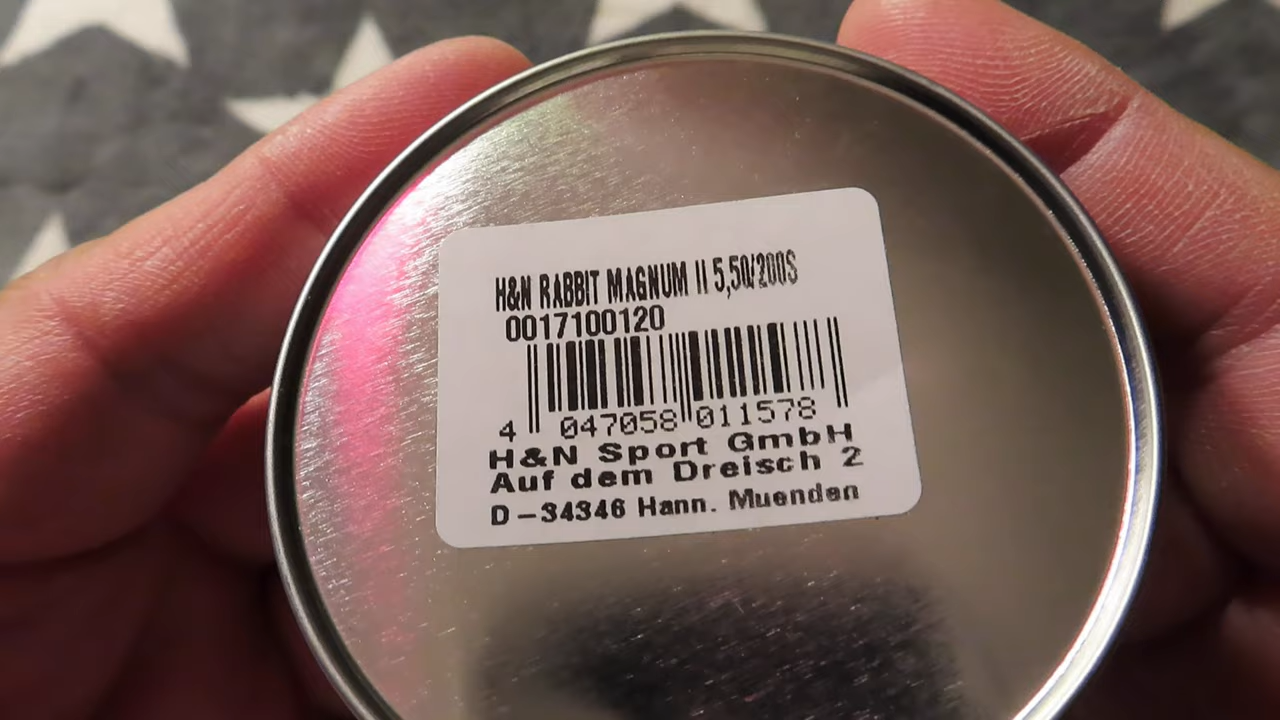 H&N RABBIT MAGNUM II 5,50/200S
0017100120
4 047058 011578
H&N Sport GmbH
Auf dem Dreisch 2
D-34346 Hann. Muenden